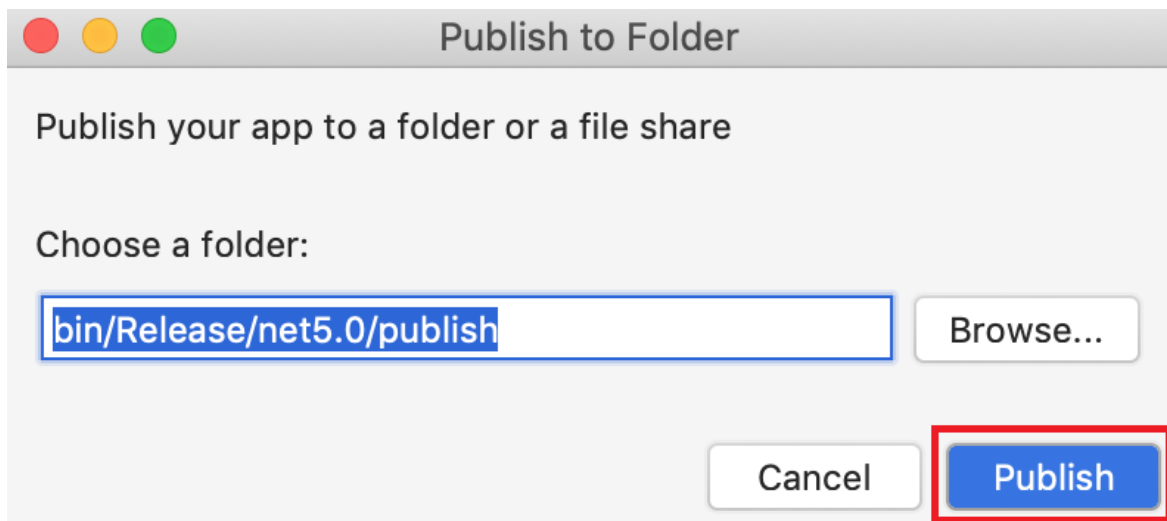 Publish to Folder
Publish your app to a folder or a file share
Choose a folder:
bin/Release/net5.0/publish
Browse...
Cancel
Publish